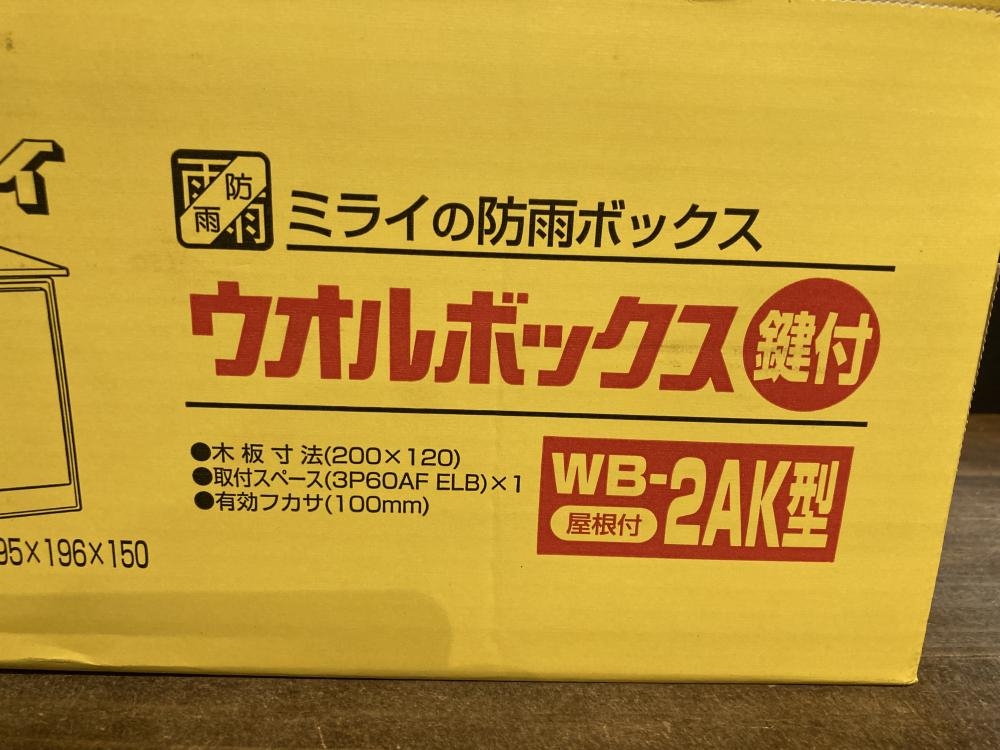 イ
雨
防雨
雨
ミライの防雨ボックス
ウオルボックス 鍵付
●木板寸法(200×120)
●取付スペース(3P60AF ELB)×1
●有効フカサ(100mm)
WB-2AK型
屋根付
95×196×150